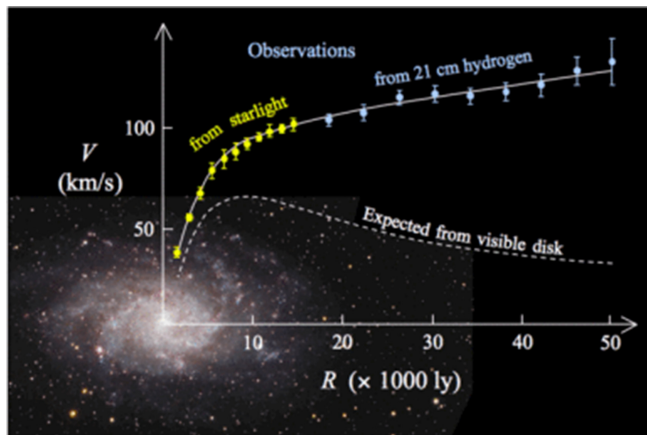 Observations
from starlight
from 21 cm hydrogen
V
(km/s)
100
50
Expected from visible disk
10
20
30
40
50
R (× 1000 ly)